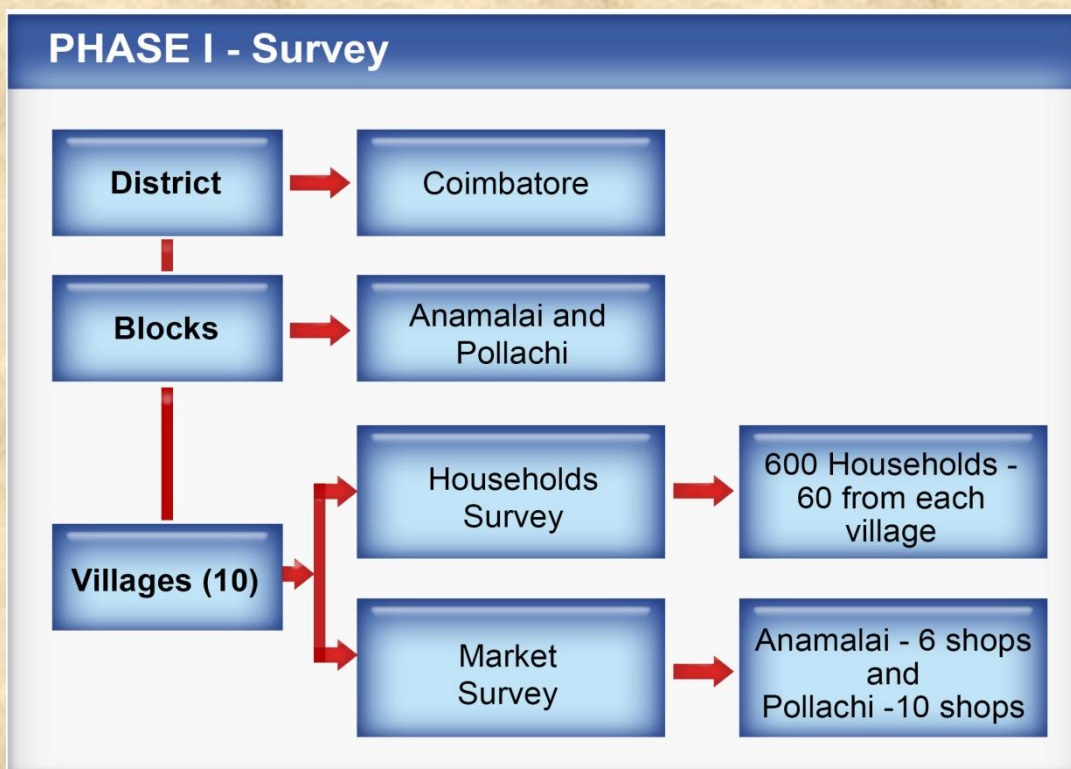 PHASE I - Survey
District
Coimbatore
Blocks
Anamalai and
Pollachi
Villages (10)
Households
Survey
600 Households -
60 from each
village
Market
Survey
Anamalai - 6 shops
and
Pollachi -10 shops